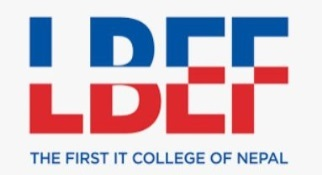 LBEF
THE FIRST IT COLLEGE OF NEPAL